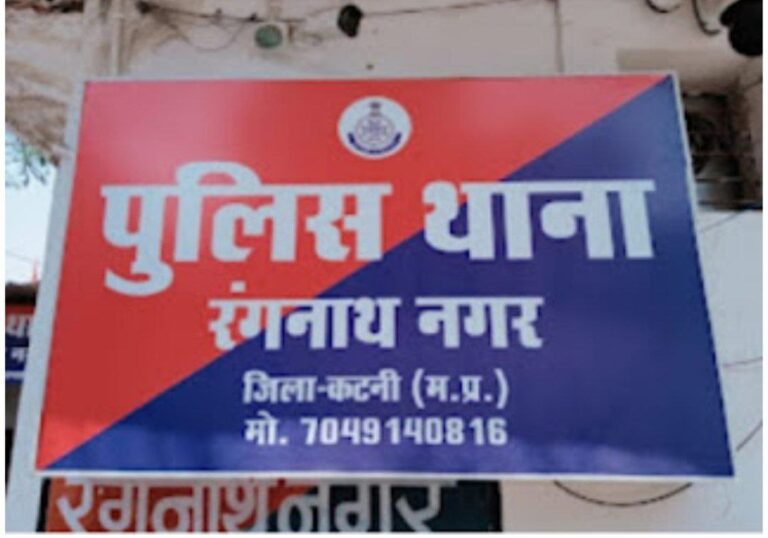 पुलिस थाना
रंगनाथ नगर
जिला-कटनी (म.प्र.)
मो. 7049140816
रंगनाथ नगर